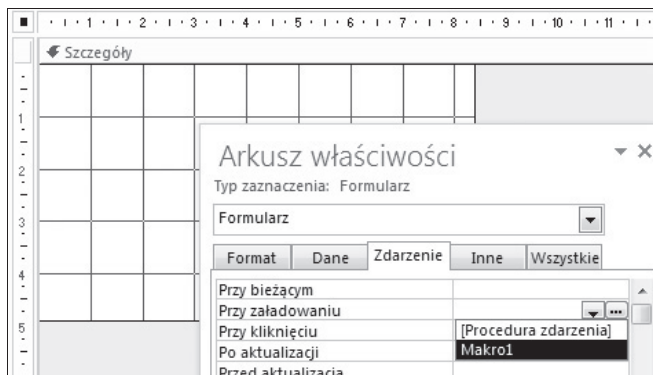 1 2 3 4 5 6 7 8 9 10 11
Szczegóły
1
2
3
4
5
Arkusz właściwości
Typ zaznaczenia: Formularz
Formularz
Format Dane Zdarzenie Inne Wszystkie
Przy bieżącym
Przy załadowaniu
Przy kliknięciu [Procedura zdarzenia]
Po aktualizacji Makro1
Przed aktualizacją